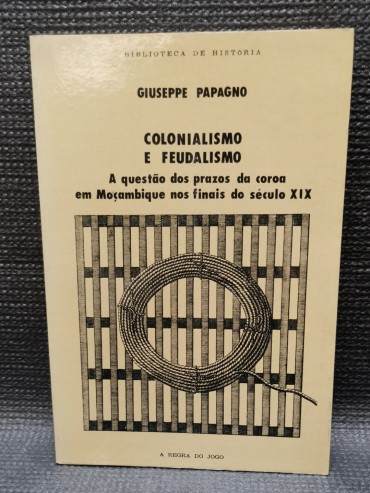 BIBLIOTECA DE HISTÓRIA
GIUSEPPE PAPAGNO
COLONIALISMO
E FEUDALISMO
A questão dos prazos da coroa
em Moçambique nos finais do século XIX
A REGRA DO JOGO